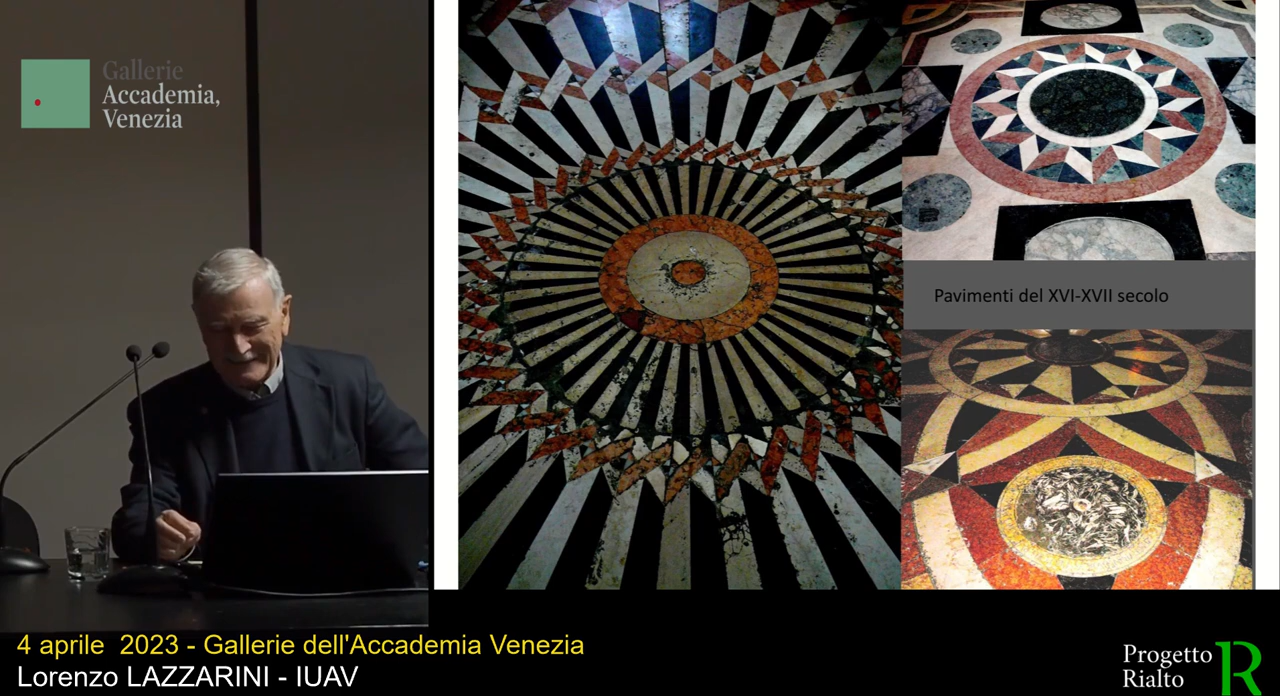 Gallerie
Accademia,
Venezia
Pavimenti del XVI-XVII secolo
4 aprile 2023 - Gallerie dell'Accademia Venezia
Lorenzo LAZZARINI - IUAV
Progetto
Rialto
R